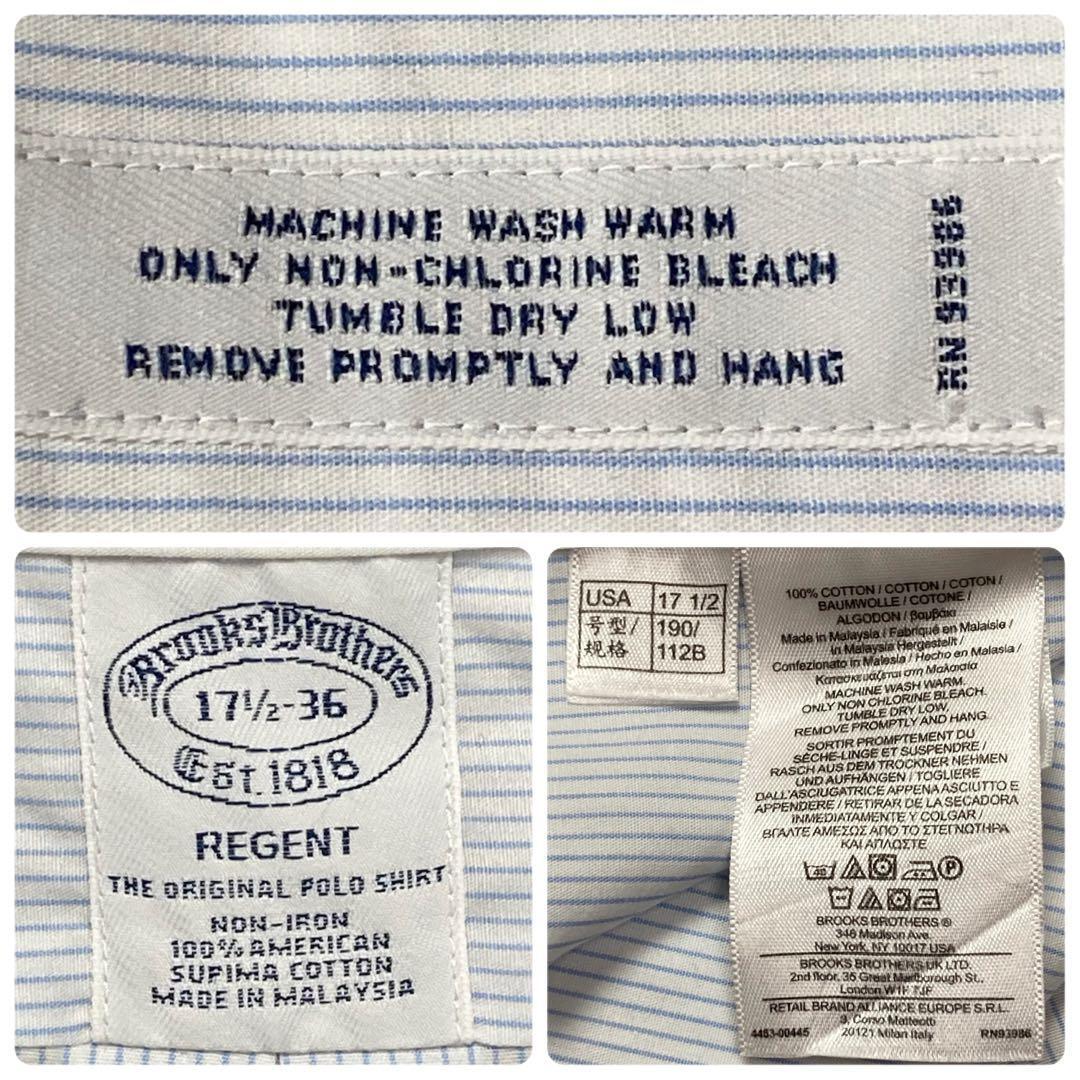 MACHINE WASH WARM
ONLY NON-CHLORINE BLEACH
TUMBLE DRY LOW
REMOVE PROMPTLY AND HANG
RN 93986
Brooks Brothers
17½-36
Est. 1818
REGENT
THE ORIGINAL POLO SHIRT
NON-IRON
100% AMERICAN
SUPIMA COTTON
MADE IN MALAYSIA
USA 17 1/2
号型/ 190/
规格 112B
100% COTTON / COTTON / COTON /
BAUMWOLLE / COTONE /
ALGODON / βαμβάκι
Made in Malaysia / Fabriqué en Malaisie /
in Malaysia Hergestellt /
Confezionato in Malesia / Hecho en Malasia /
Κατασκευάζεται στη Μαλαισία
MACHINE WASH WARM.
ONLY NON CHLORINE BLEACH.
TUMBLE DRY LOW,
REMOVE PROMPTLY AND HANG
SORTIR PROMPTEMENT DU
SÈCHE-LINGE ET SUSPENDRE /
RASCH AUS DEM TROCKNER NEHMEN
UND AUFHÄNGEN / TOGLIERE
DALL'ASCIUGATRICE APPENA ASCIUTTO E
APPENDERE / RETIRAR DE LA SECADORA
INMEDIATAMENTE Y COLGAR /
ΒΓΑΛΤΕ ΑΜΕΣΩΣ ΑΠΟ ΤΟ ΣΤΕΓΝΩΤΗΡΑ
ΚΑΙ ΑΠΛΩΣΤΕ
40 P
BROOKS BROTHERS ®
346 Madison Ave.
New York, NY 10017 USA
BROOKS BROTHERS UK LTD.
2nd floor, 35 Great Marlborough St.,
London W1F 7JF
RETAIL BRAND ALLIANCE EUROPE S.R.L.
3, Corso Matteotti
4463-00445 20121 Milan Italy RN93986